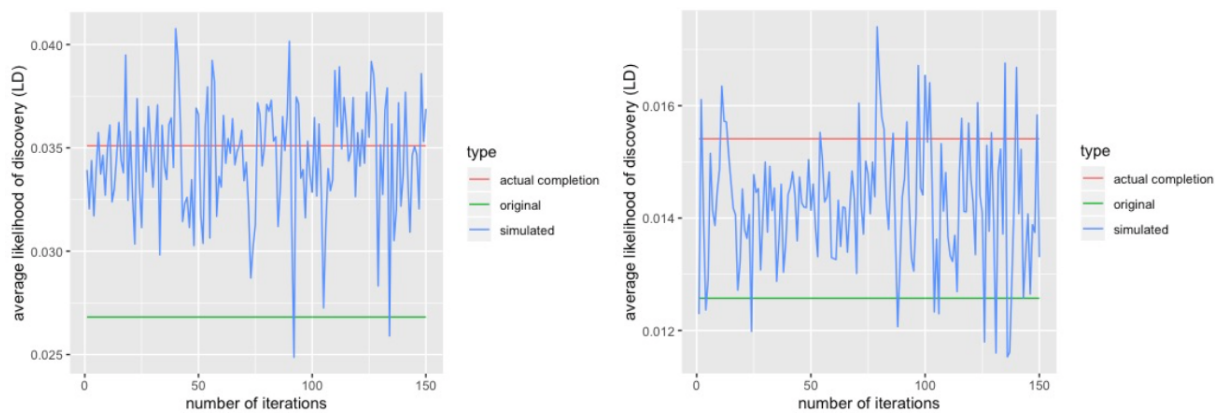 average likelihood of discovery (LD)
0.040
0.035
0.030
0.025
0
50
100
150
number of iterations
type
actual completion
original
simulated
average likelihood of discovery (LD)
0.016
0.014
0.012
0
50
100
150
number of iterations
type
actual completion
original
simulated